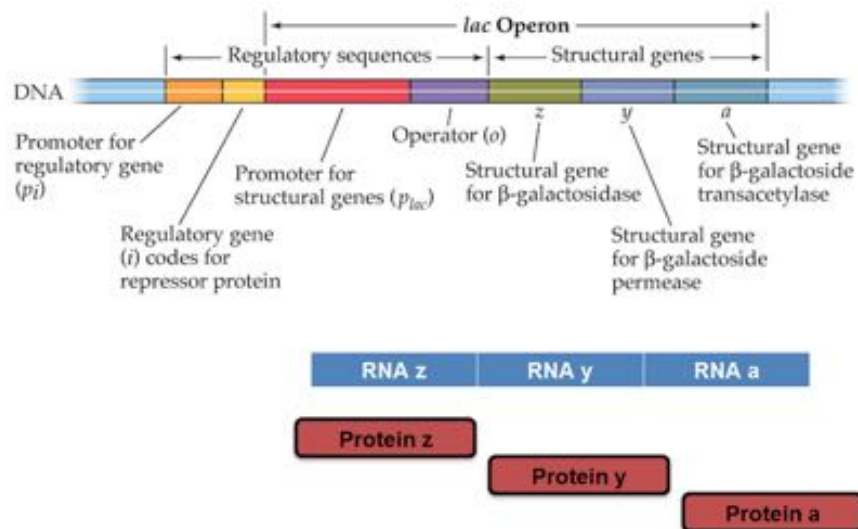 lac Operon
Regulatory sequences
Structural genes
DNA
l
z
y
a
Promoter for
regulatory gene
(pi)
Regulatory gene
(i) codes for
repressor protein
Promoter for
structural genes (plac)
Operator (o)
Structural gene
for β-galactosidase
Structural gene
for β-galactoside
permease
Structural gene
for β-galactoside
transacetylase
RNA z
RNA y
RNA a
Protein z
Protein y
Protein a